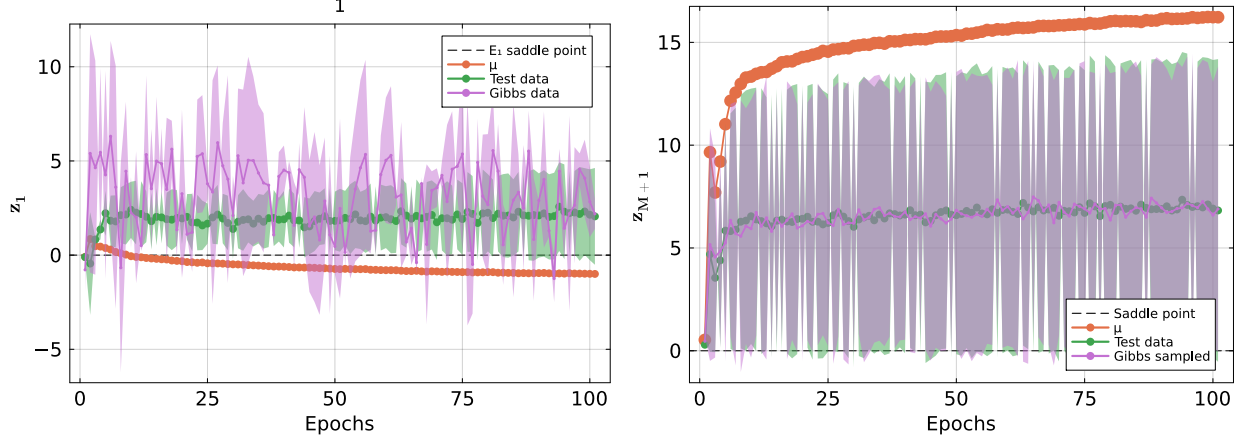 1
10
5
0
−5
z₁
0
25
50
75
100
Epochs
E₁ saddle point
μ
Test data
Gibbs data
15
10
5
0
z_M+1
0
25
50
75
100
Epochs
Saddle point
μ
Test data
Gibbs sampled